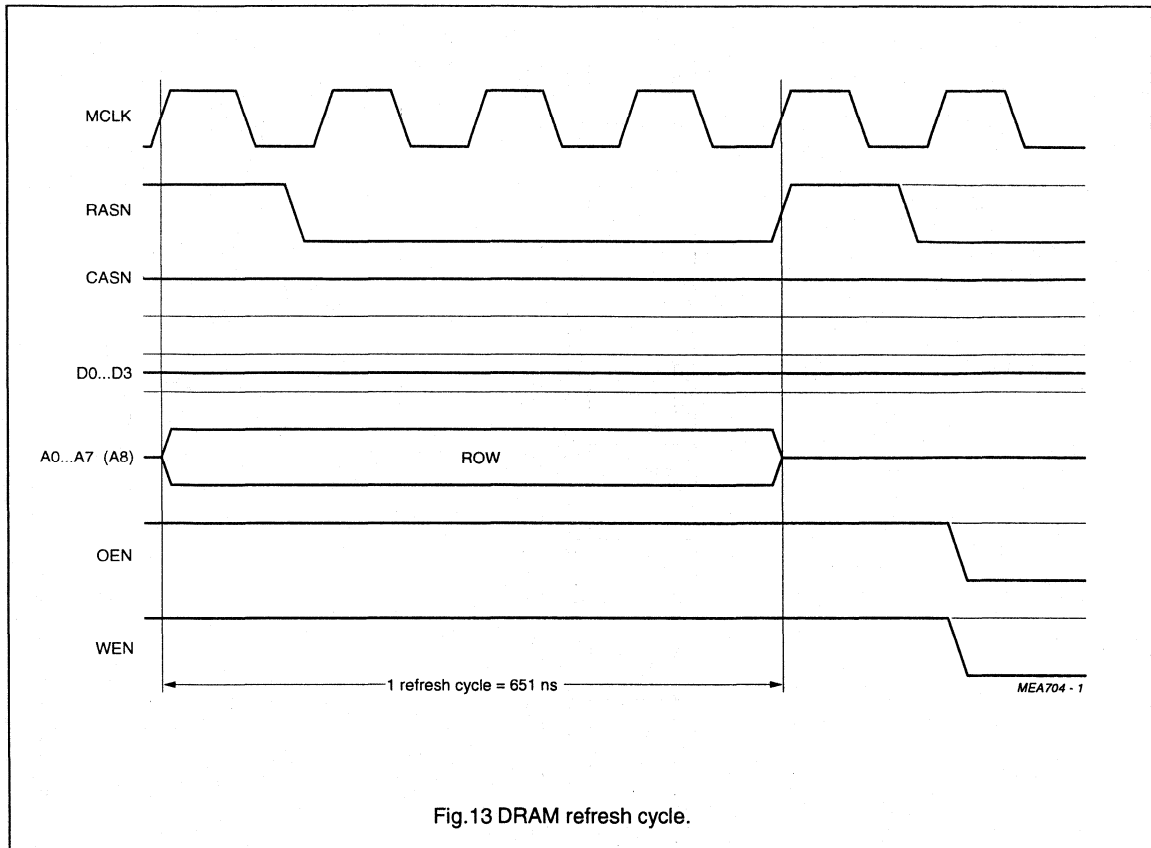 MCLK
RASN
CASN
D0...D3
A0...A7 (A8)
ROW
OEN
WEN
1 refresh cycle = 651 ns
MEA704 - 1
Fig.13 DRAM refresh cycle.